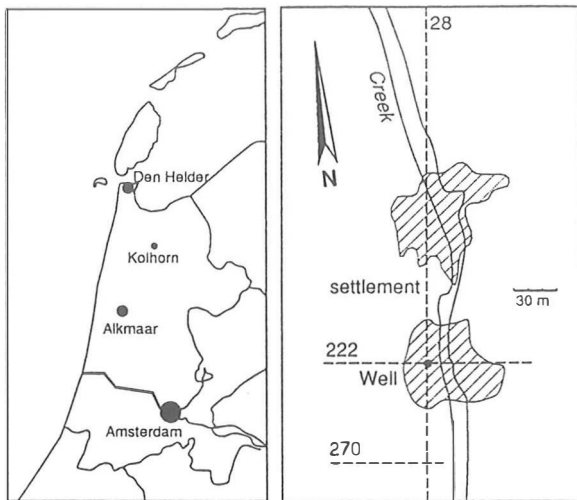 Den Helder
Kolhorn
Alkmaar
Amsterdam
28
Creek
N
settlement
30 m
222
Well
270